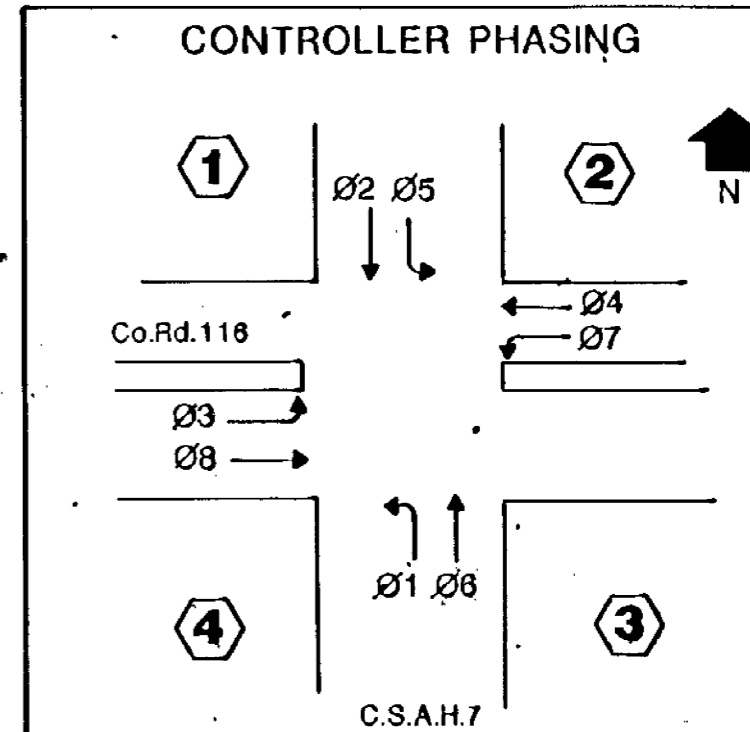 CONTROLLER PHASING
1
2
N
Ø2 Ø5
Ø4
Co.Rd.116
Ø7
Ø3
Ø8
Ø1 Ø6
4
3
C.S.A.H.7